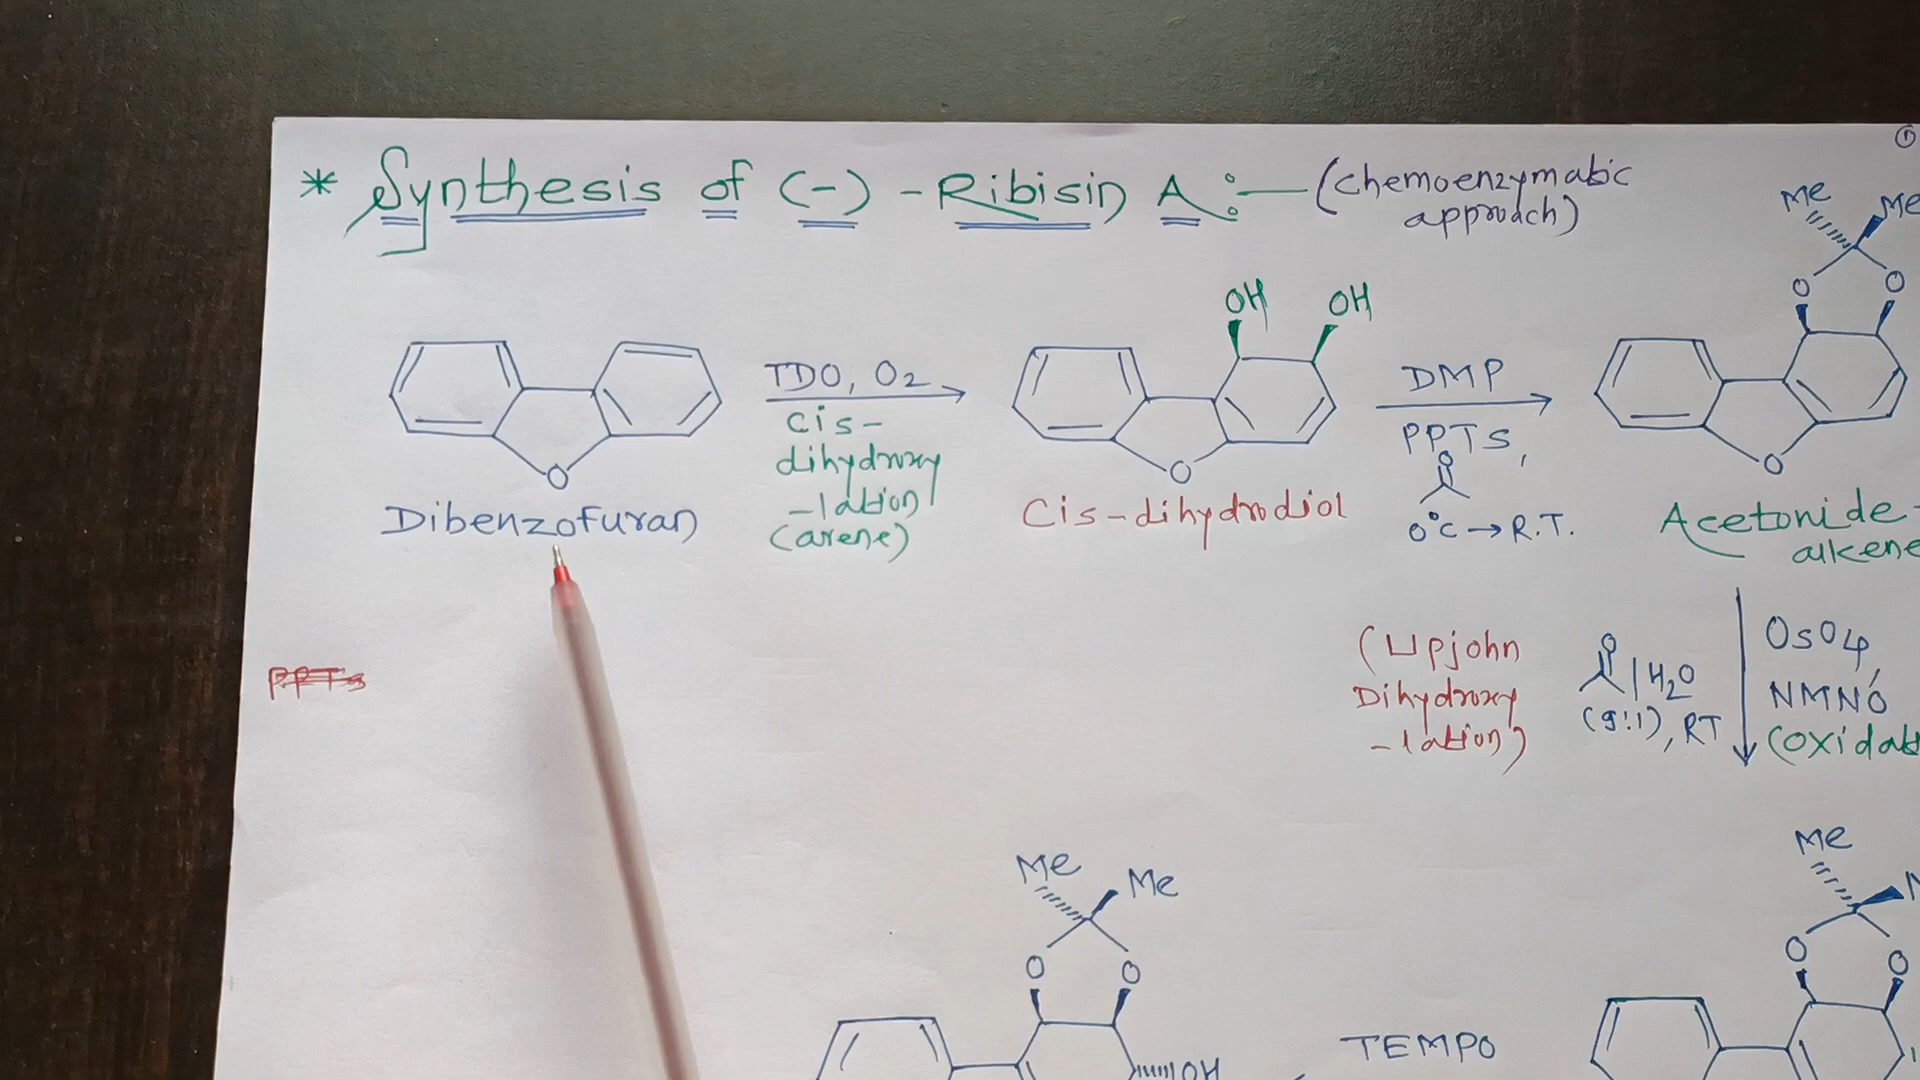 * Synthesis of (-)-Ribisin A:— (Chemoenzymatic
approach)
①
Me Me
O O
OH OH
TDO, O2
Cis-
dihydroxy
-lation
(arene)
DMP
PPTS,
O
0°C → R.T.
O
O
O
Dibenzofuran
Cis-dihydrodiol
Acetonide-
alkene
(Upjohn
Dihydroxy
-lation)
O
/H2O
(9:1), RT
OsO4,
NMNO
(oxidat
PPTs
Me Me
O O
OH
TEMPO
Me
O O